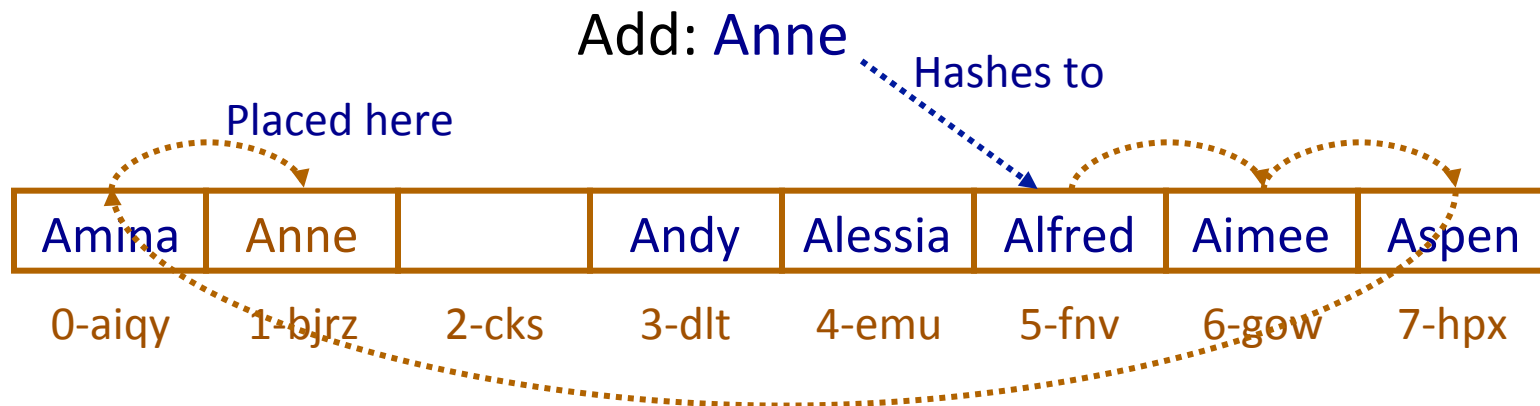 Add: Anne
Hashes to
Placed here
Amina Anne Andy Alessia Alfred Aimee Aspen
0-aiqy 1-bjrz 2-cks 3-dlt 4-emu 5-fnv 6-gow 7-hpx